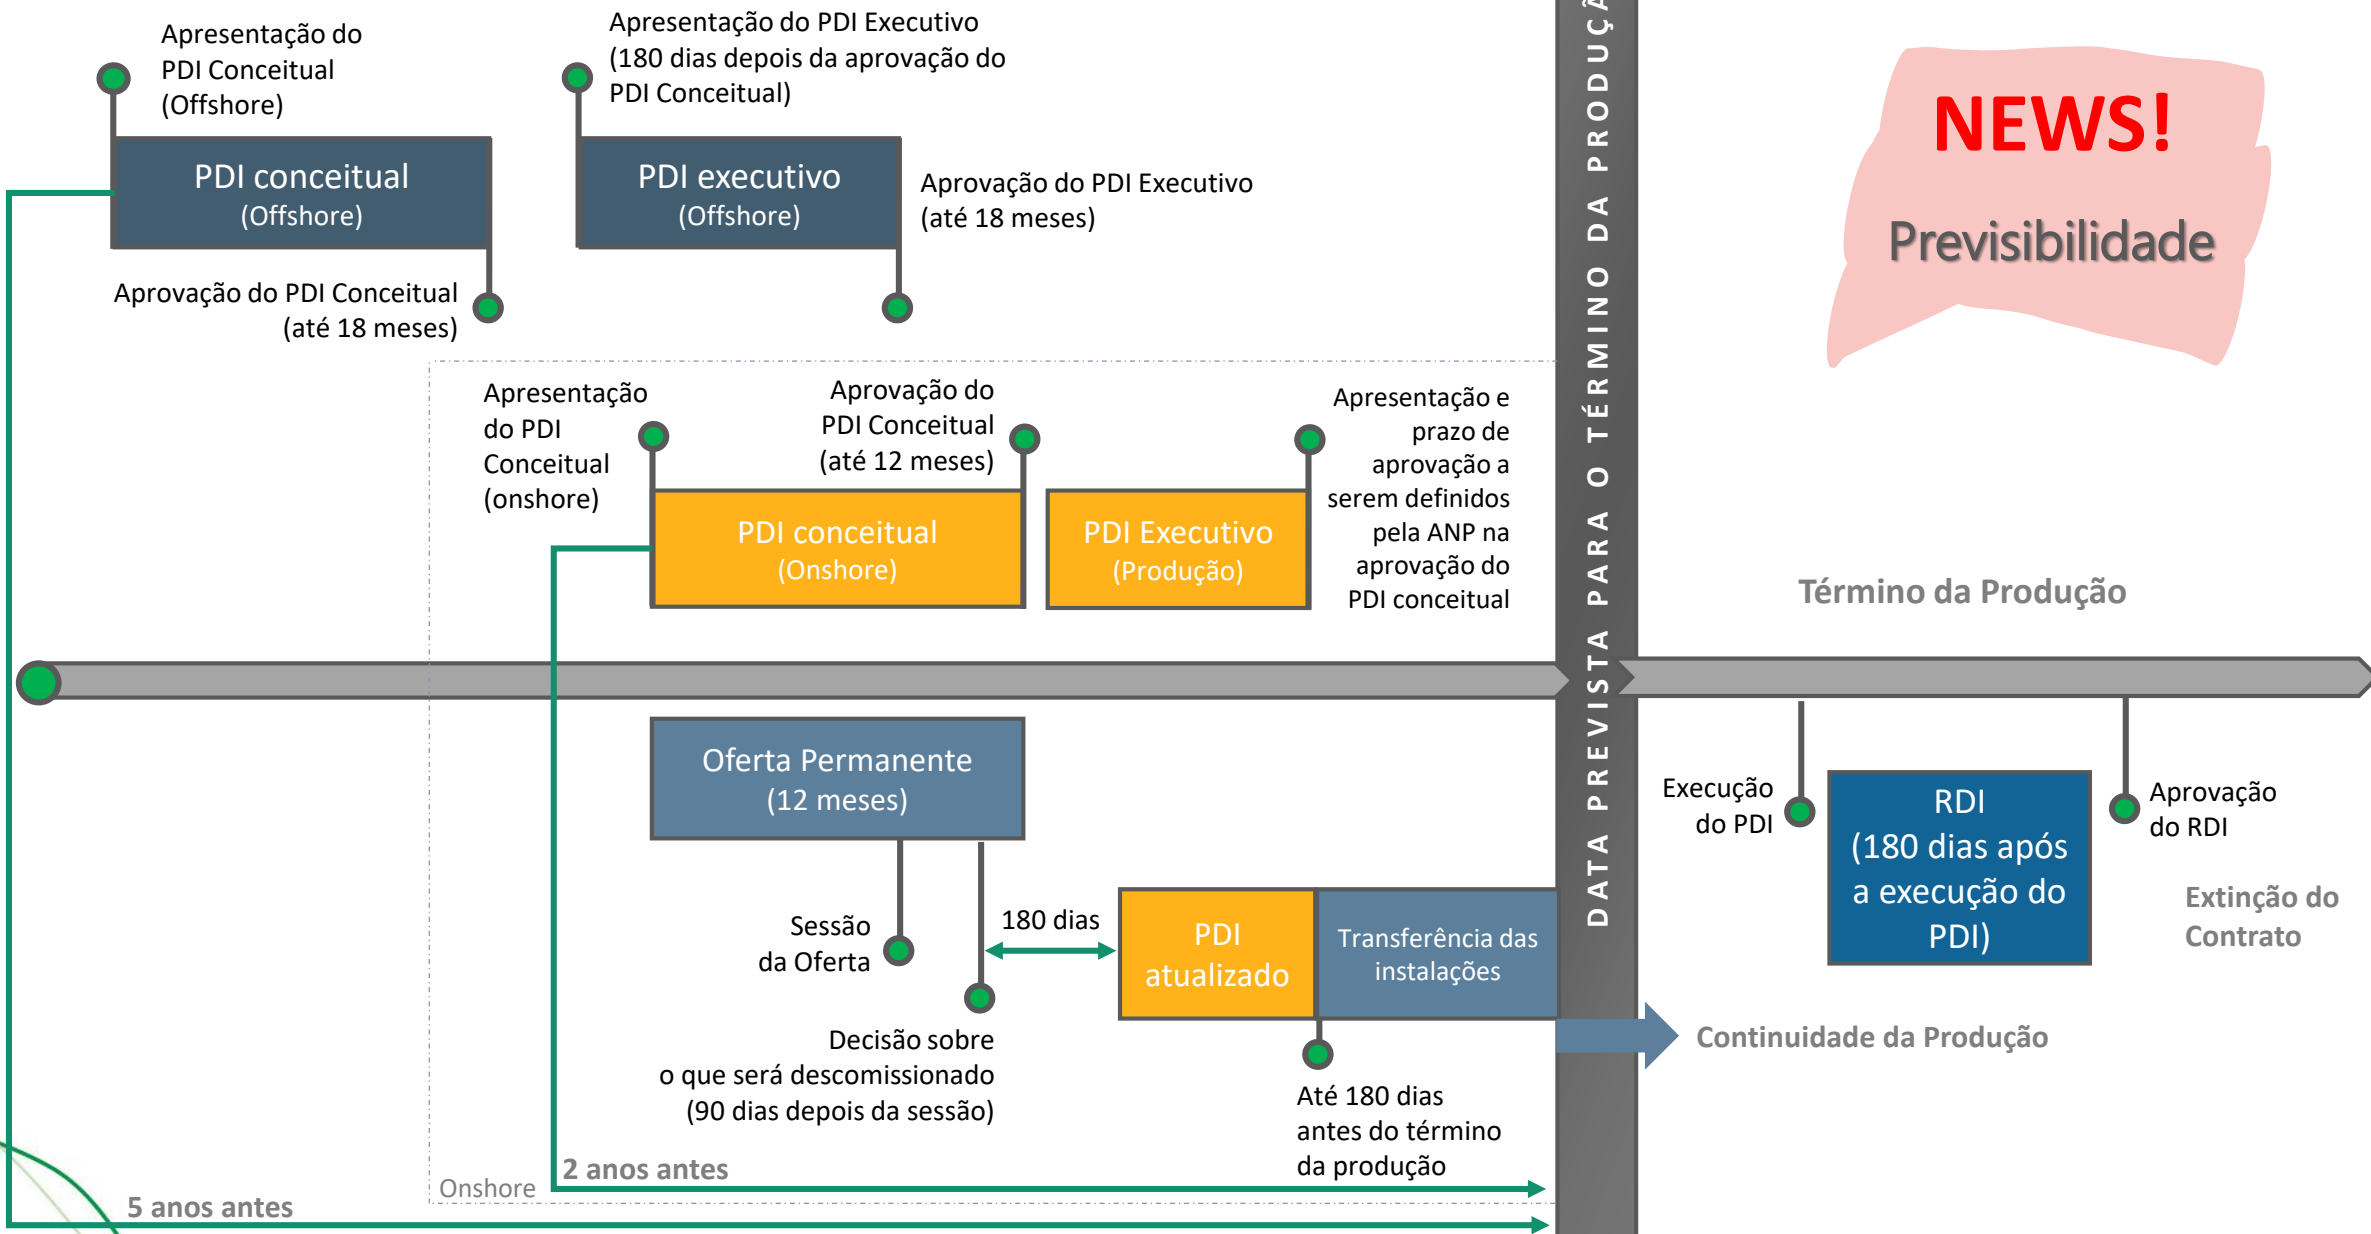 Apresentação do
PDI Conceitual
(Offshore)
Apresentação do PDI Executivo
(180 dias depois da aprovação do
PDI Conceitual)
PDI conceitual
(Offshore)
PDI executivo
(Offshore)
Aprovação do PDI Executivo
(até 18 meses)
Aprovação do PDI Conceitual
(até 18 meses)
NEWS!
Previsibilidade
DATA PREVISTA PARA O TÉRMINO DA PRODUÇÃ
Apresentação
do PDI
Conceitual
(onshore)
Aprovação do
PDI Conceitual
(até 12 meses)
Apresentação e
prazo de
aprovação a
serem definidos
pela ANP na
aprovação do
PDI conceitual
PDI conceitual
(Onshore)
PDI Executivo
(Produção)
Término da Produção
Oferta Permanente
(12 meses)
Sessão
da Oferta
180 dias
PDI
atualizado
Transferência das
instalações
Decisão sobre
o que será descomissionado
(90 dias depois da sessão)
Até 180 dias
antes do término
da produção
Execução
do PDI
RDI
(180 dias após
a execução do
PDI)
Aprovação
do RDI
Extinção do
Contrato
Continuidade da Produção
2 anos antes
Onshore
5 anos antes